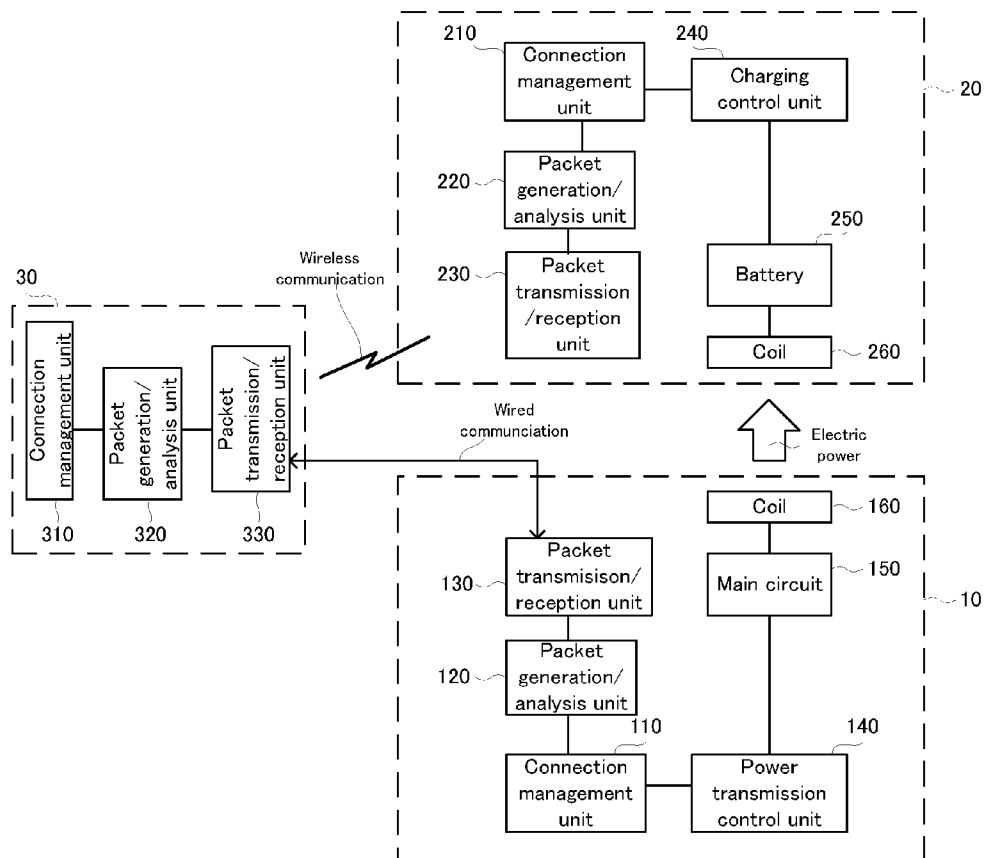 210
240
Connection
management
unit
Charging
control unit
20
220
Packet
generation/
analysis unit
250
230
Packet
transmission
/reception
unit
Battery
Coil
260
Wireless
communication
30
Connection
management unit
310
Packet
generation/
analysis unit
320
Packet
transmission/
reception unit
330
Wired
communciation
Electric
power
Coil
160
130
Packet
transmisison/
reception unit
Main circuit
150
10
120
Packet
generation/
analysis unit
110
140
Connection
management
unit
Power
transmission
control unit